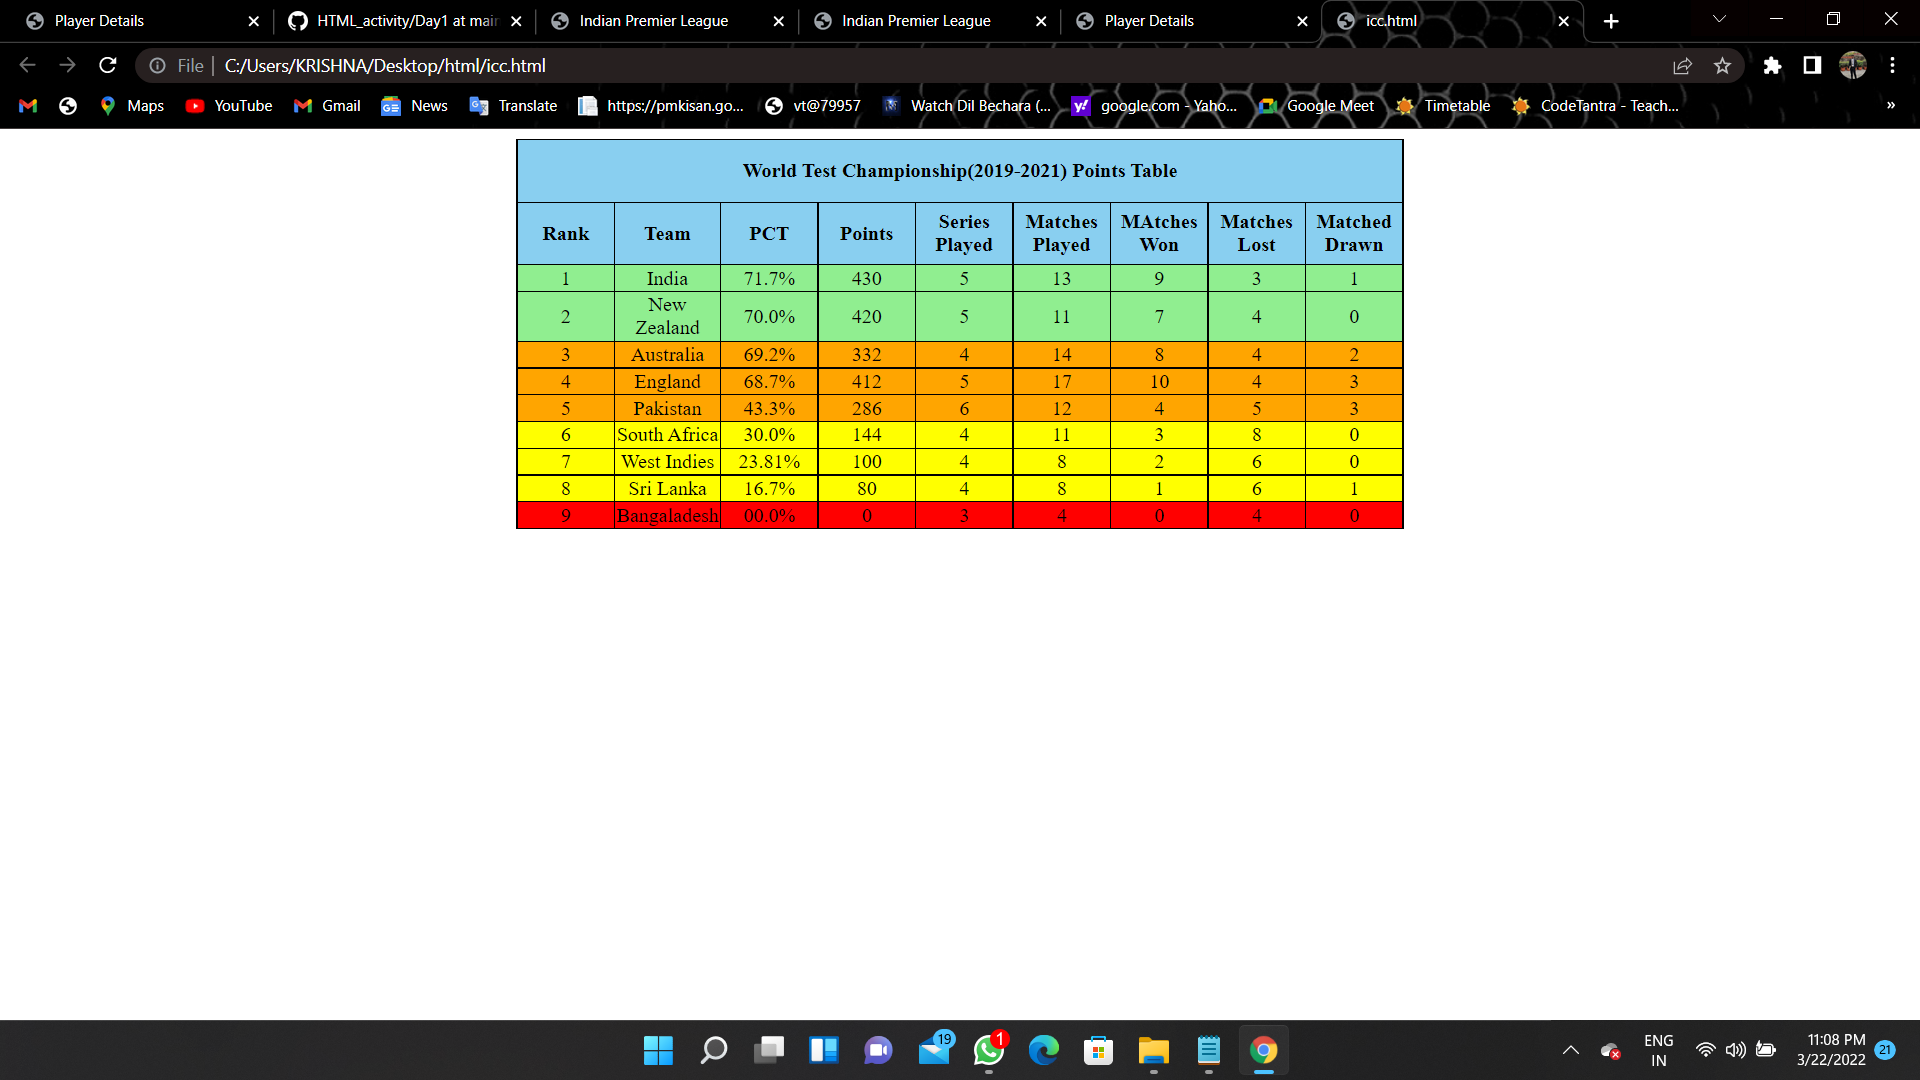 Player Details
HTML_activity/Day1 at mair
Indian Premier League
Indian Premier League
Player Details
icc.html
File
C:/Users/KRISHNA/Desktop/html/icc.html
Maps
YouTube
Gmail
News
Translate
https://pmkisan.go...
vt@79957
Watch Dil Bechara (...
google.com - Yaho...
Google Meet
Timetable
CodeTantra - Teach...
»
World Test Championship(2019-2021) Points Table
Rank Team PCT Points Series Played Matches Played MAtches Won Matches Lost Matched Drawn
1 India 71.7% 430 5 13 9 3 1
2 New Zealand 70.0% 420 5 11 7 4 0
3 Australia 69.2% 332 4 14 8 4 2
4 England 68.7% 412 5 17 10 4 3
5 Pakistan 43.3% 286 6 12 4 5 3
6 South Africa 30.0% 144 4 11 3 8 0
7 West Indies 23.81% 100 4 8 2 6 0
8 Sri Lanka 16.7% 80 4 8 1 6 1
9 Bangaladesh 00.0% 0 3 4 0 4 0
19
1
ENG
IN
11:08 PM
3/22/2022
21